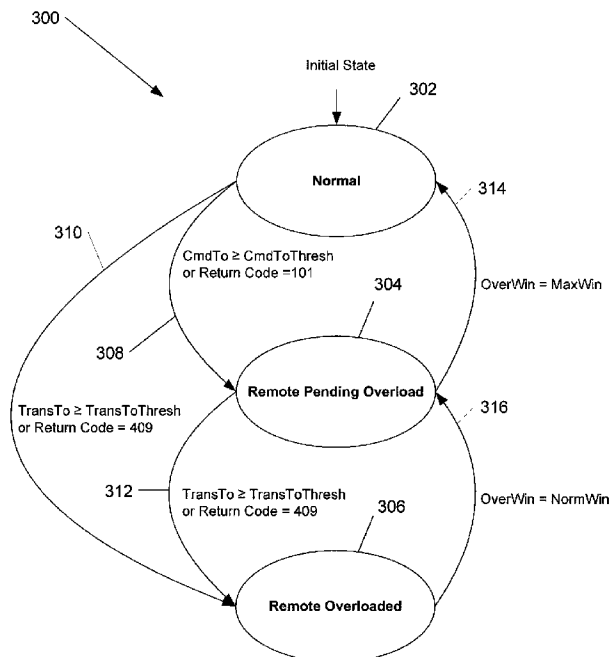 300
Initial State
302
Normal
314
310
CmdTo ≥ CmdToThresh
or Return Code =101
304
OverWin = MaxWin
308
Remote Pending Overload
316
TransTo ≥ TransToThresh
or Return Code = 409
312
TransTo ≥ TransToThresh
or Return Code = 409
306
OverWin = NormWin
Remote Overloaded